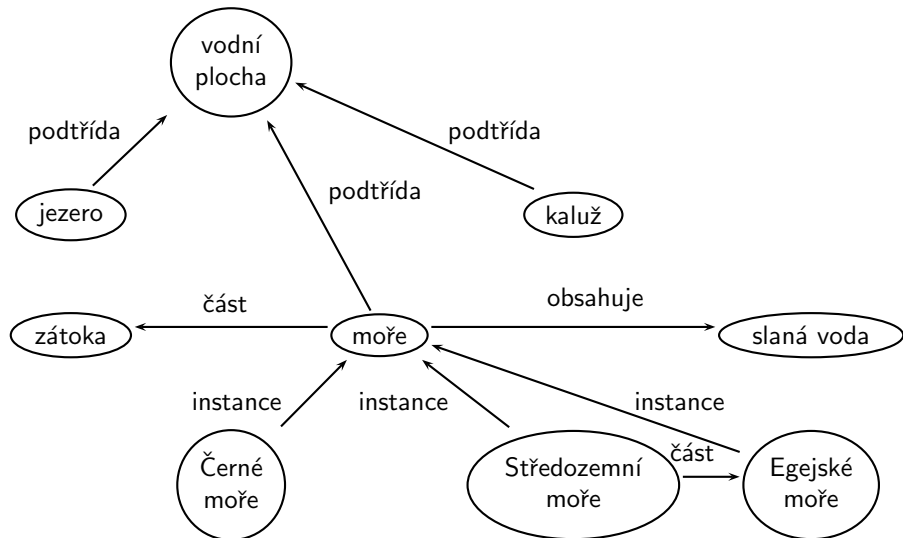 vodní
plocha
podtřída
podtřída
podtřída
jezero
kaluž
část
obsahuje
zátoka
moře
slaná voda
instance
instance
instance
Černé
moře
Středozemní
moře
část
Egejské
moře